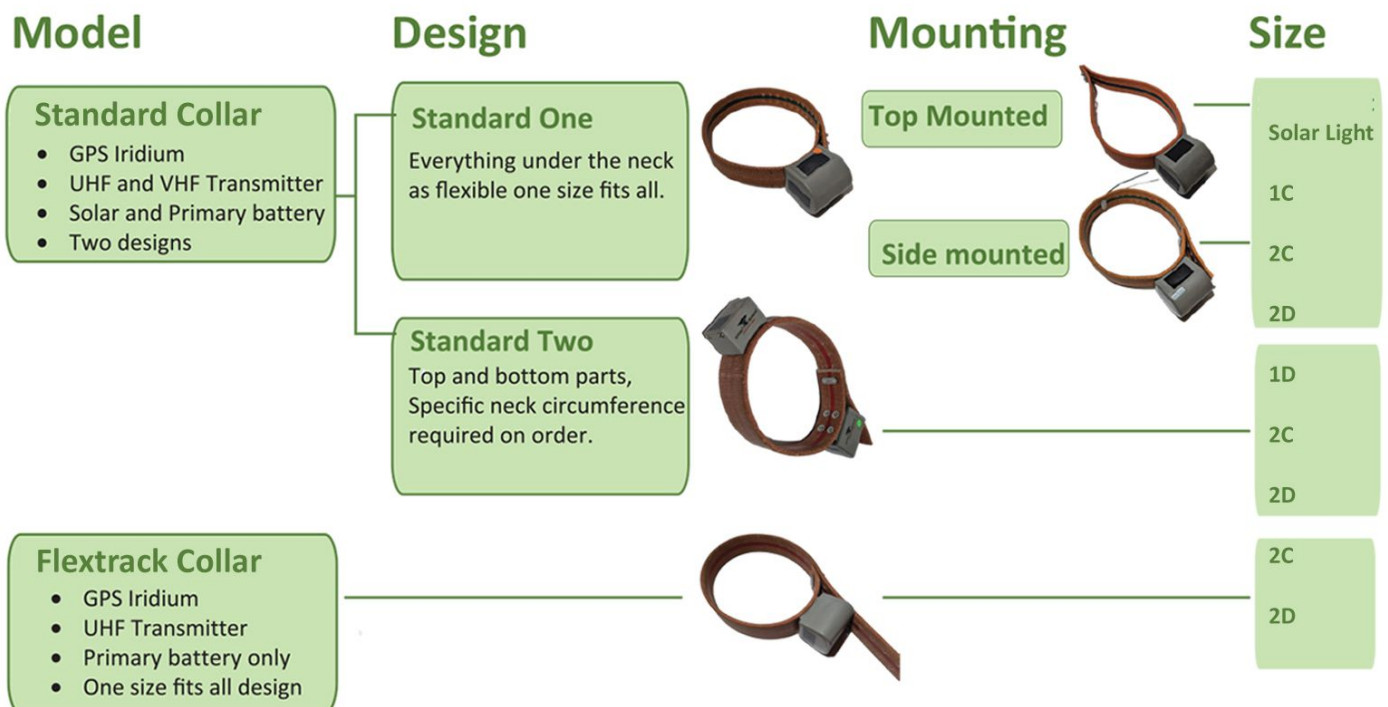 Model
Design
Mounting
Size
Standard Collar
• GPS Iridium
• UHF and VHF Transmitter
• Solar and Primary battery
• Two designs
Standard One
Everything under the neck
as flexible one size fits all.
Top Mounted
Side mounted
Solar Light
1C
2C
2D
Standard Two
Top and bottom parts,
Specific neck circumference
required on order.
1D
2C
2D
Flextrack Collar
• GPS Iridium
• UHF Transmitter
• Primary battery only
• One size fits all design
2C
2D